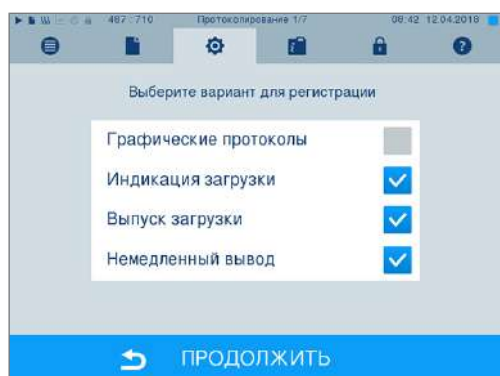 487 : 710 Протоколирование 1/7 08:42 12.04.2018
Выберите вариант для регистрации
Графические протоколы
Индикация загрузки
Выпуск загрузки
Немедленный вывод
ПРОДОЛЖИТЬ